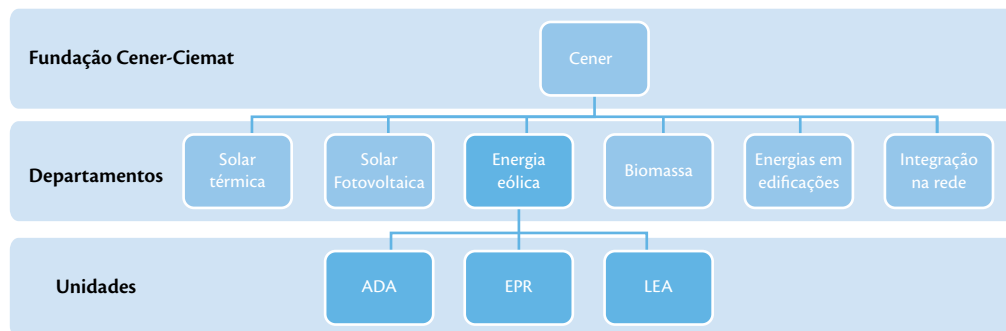 Fundação Cener-Ciemat
Cener
Departamentos
Solar
térmica
Solar
Fotovoltaica
Energia
eólica
Biomassa
Energias em
edificações
Integração
na rede
Unidades
ADA
EPR
LEA